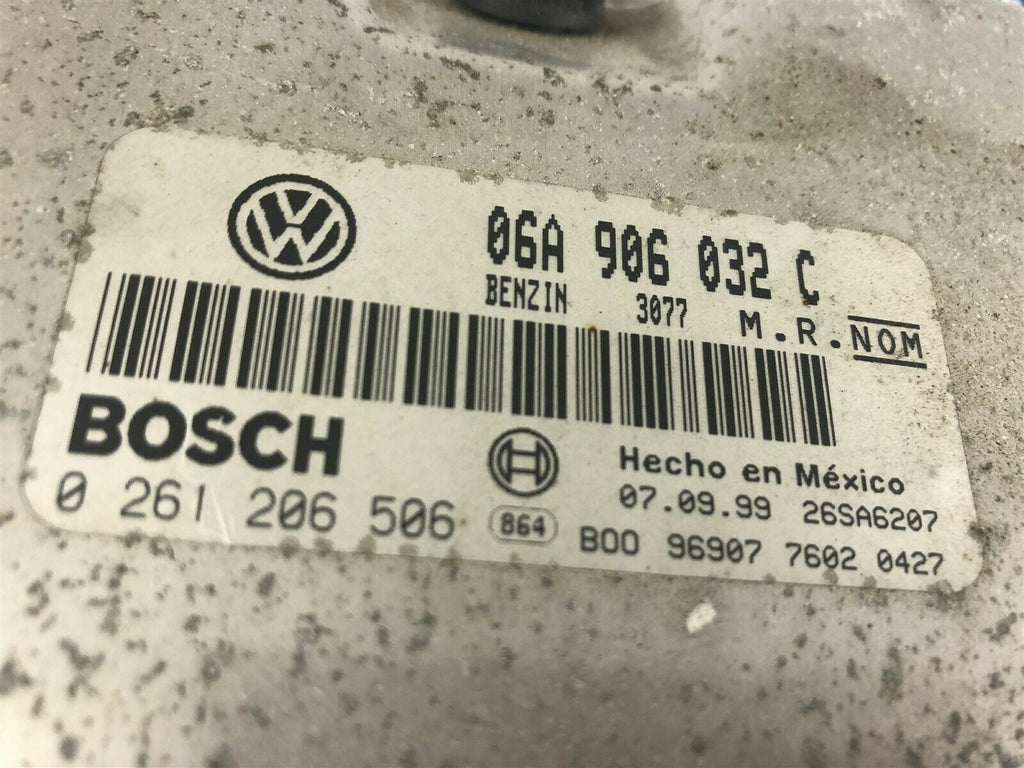 06A 906 032 C
BENZIN 3077 M.R. NOM
BOSCH
Hecho en México
0 261 206 506
07.09.99 26SA6207
864
B00 96907 7602 0427